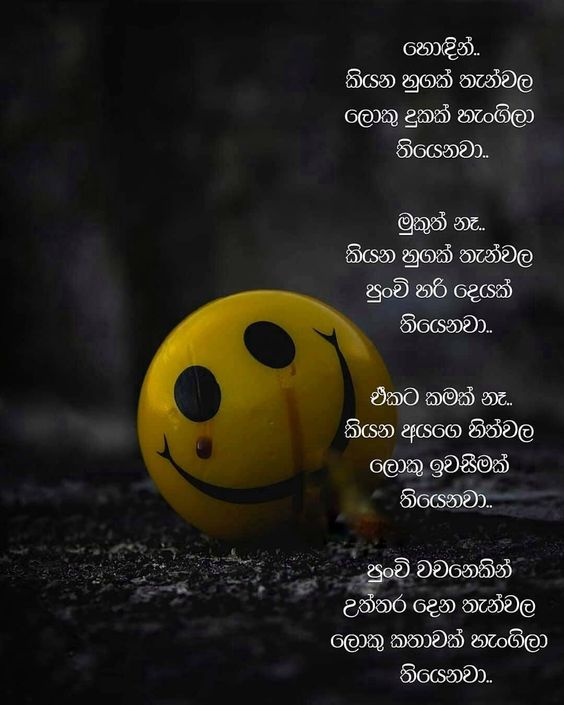 හොඳින්..
කියන හුගක් තැන්වල
ලොකු දුකක් හැංගිලා
තියෙනවා..
මුකුත් නෑ..
කියන හුගක් තැන්වල
පුංචි හරි දෙයක්
තියෙනවා..
ඒකට කමක් නෑ..
කියන අයගෙ හිත්වල
ලොකු ඉවසීමක්
තියෙනවා..
පුංචි වචනෙකින්
උත්තර දෙන තැන්වල
ලොකු කතාවක් හැංගිලා
තියෙනවා..